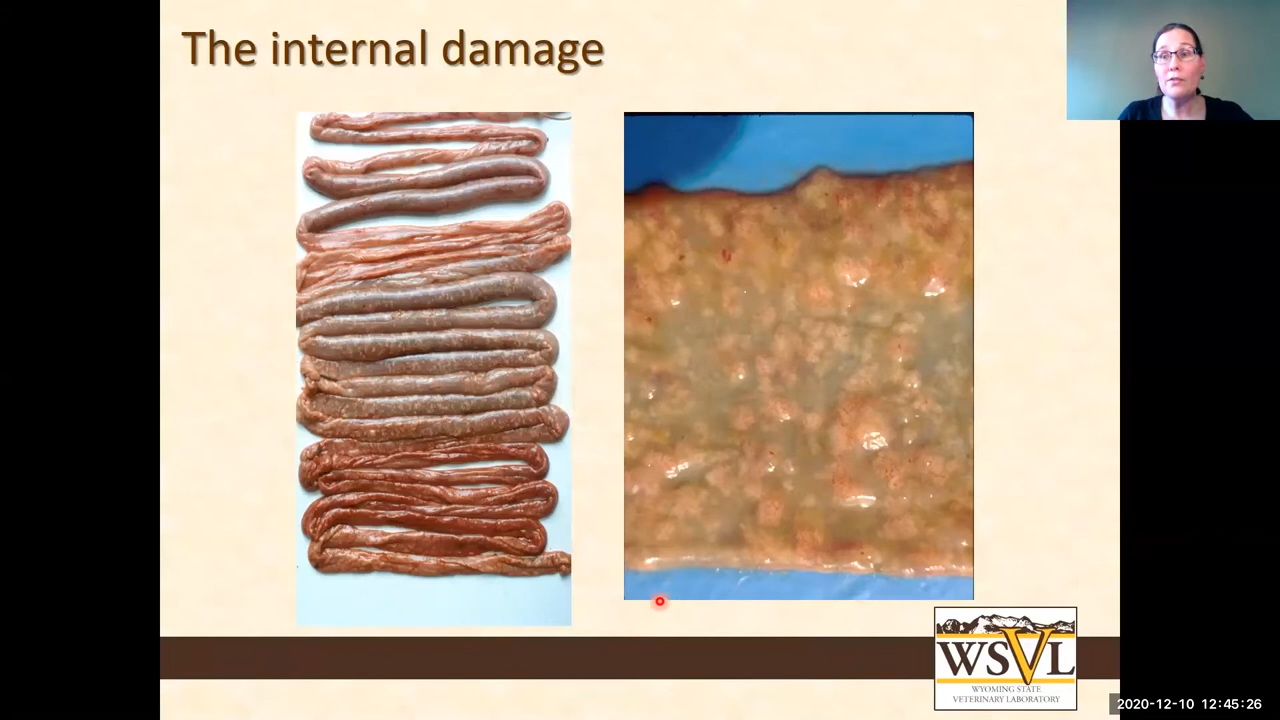 The internal damage
WSVL
WYOMING STATE
VETERINARY LABORATORY
2020-12-10 12:45:26